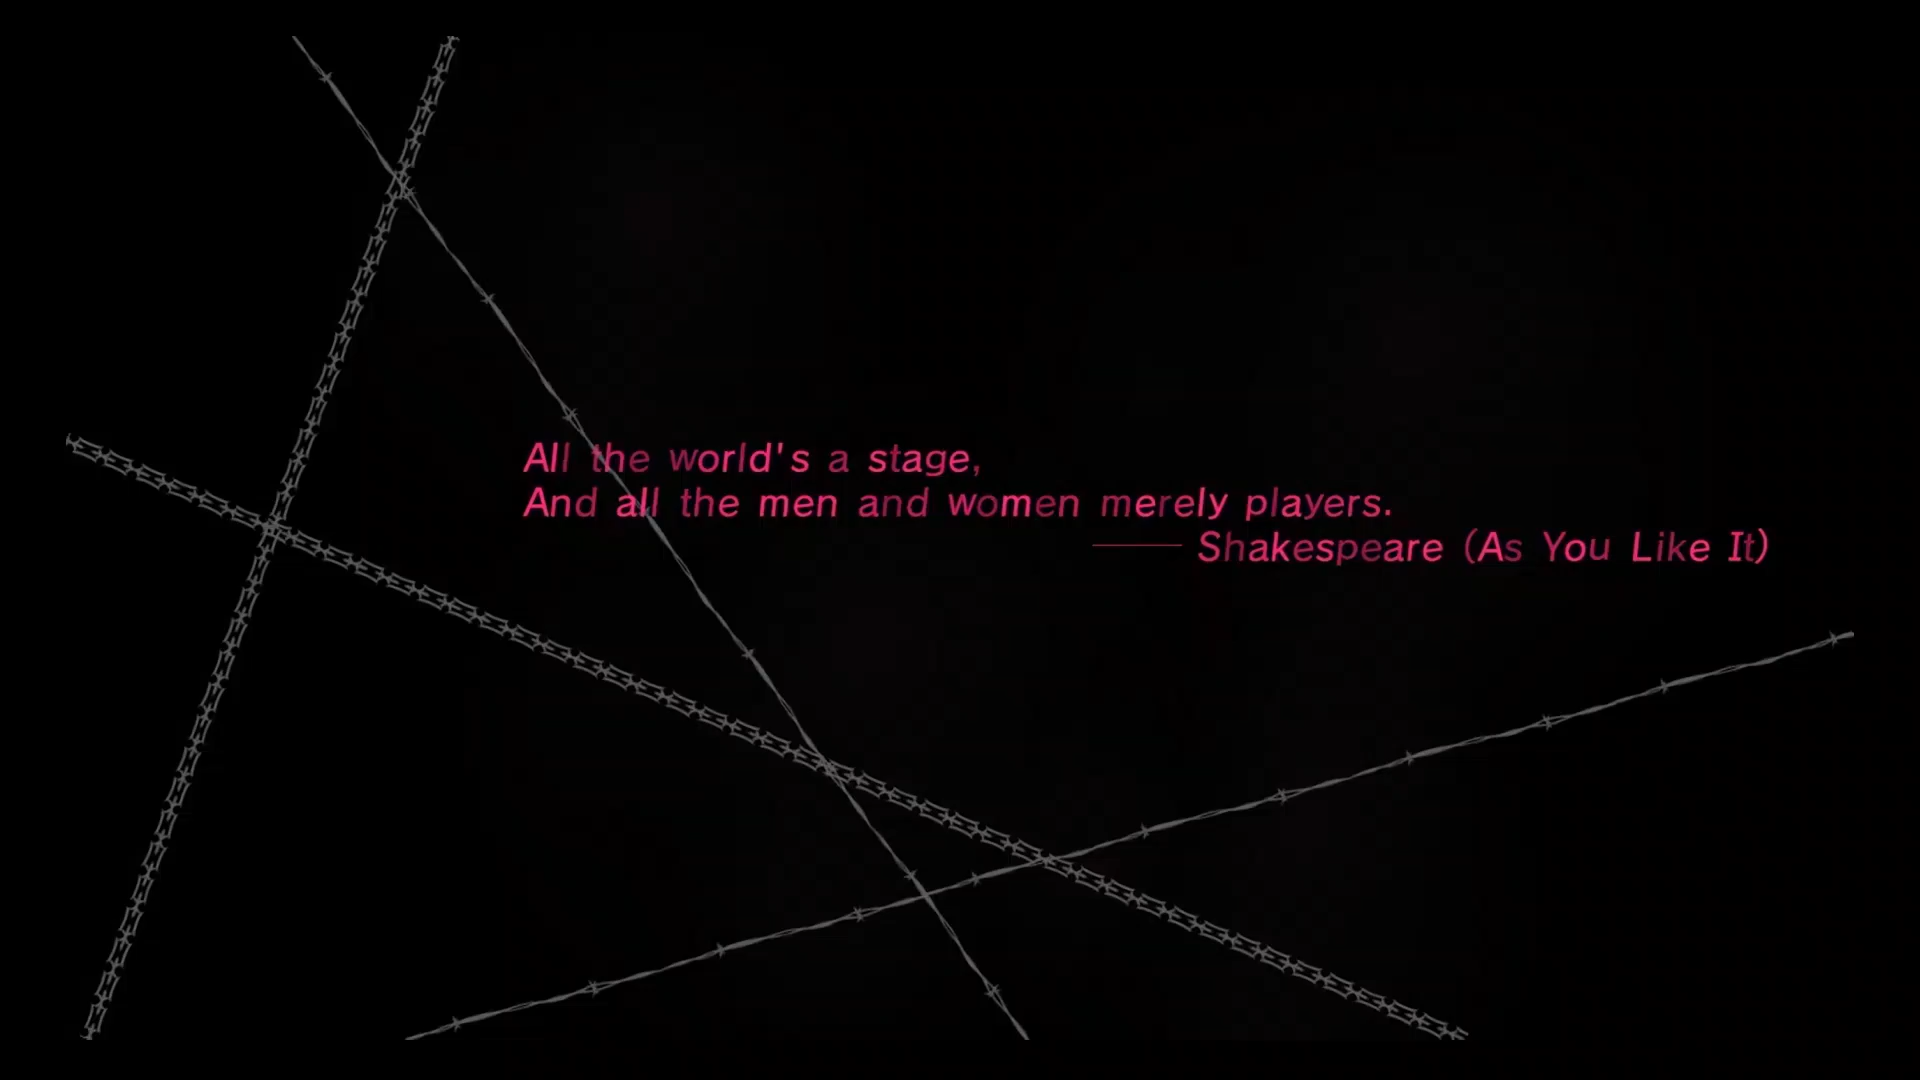 All the world's a stage,
And all the men and women merely players.
—— Shakespeare (As You Like It)